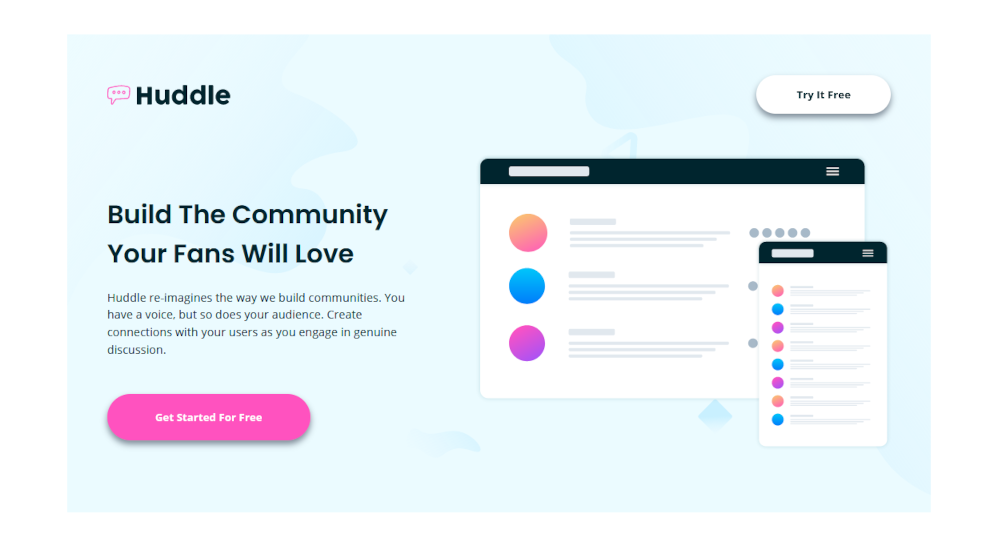 Huddle
Try It Free
Build The Community
Your Fans Will Love
Huddle re-imagines the way we build communities. You
have a voice, but so does your audience. Create
connections with your users as you engage in genuine
discussion.
Get Started For Free